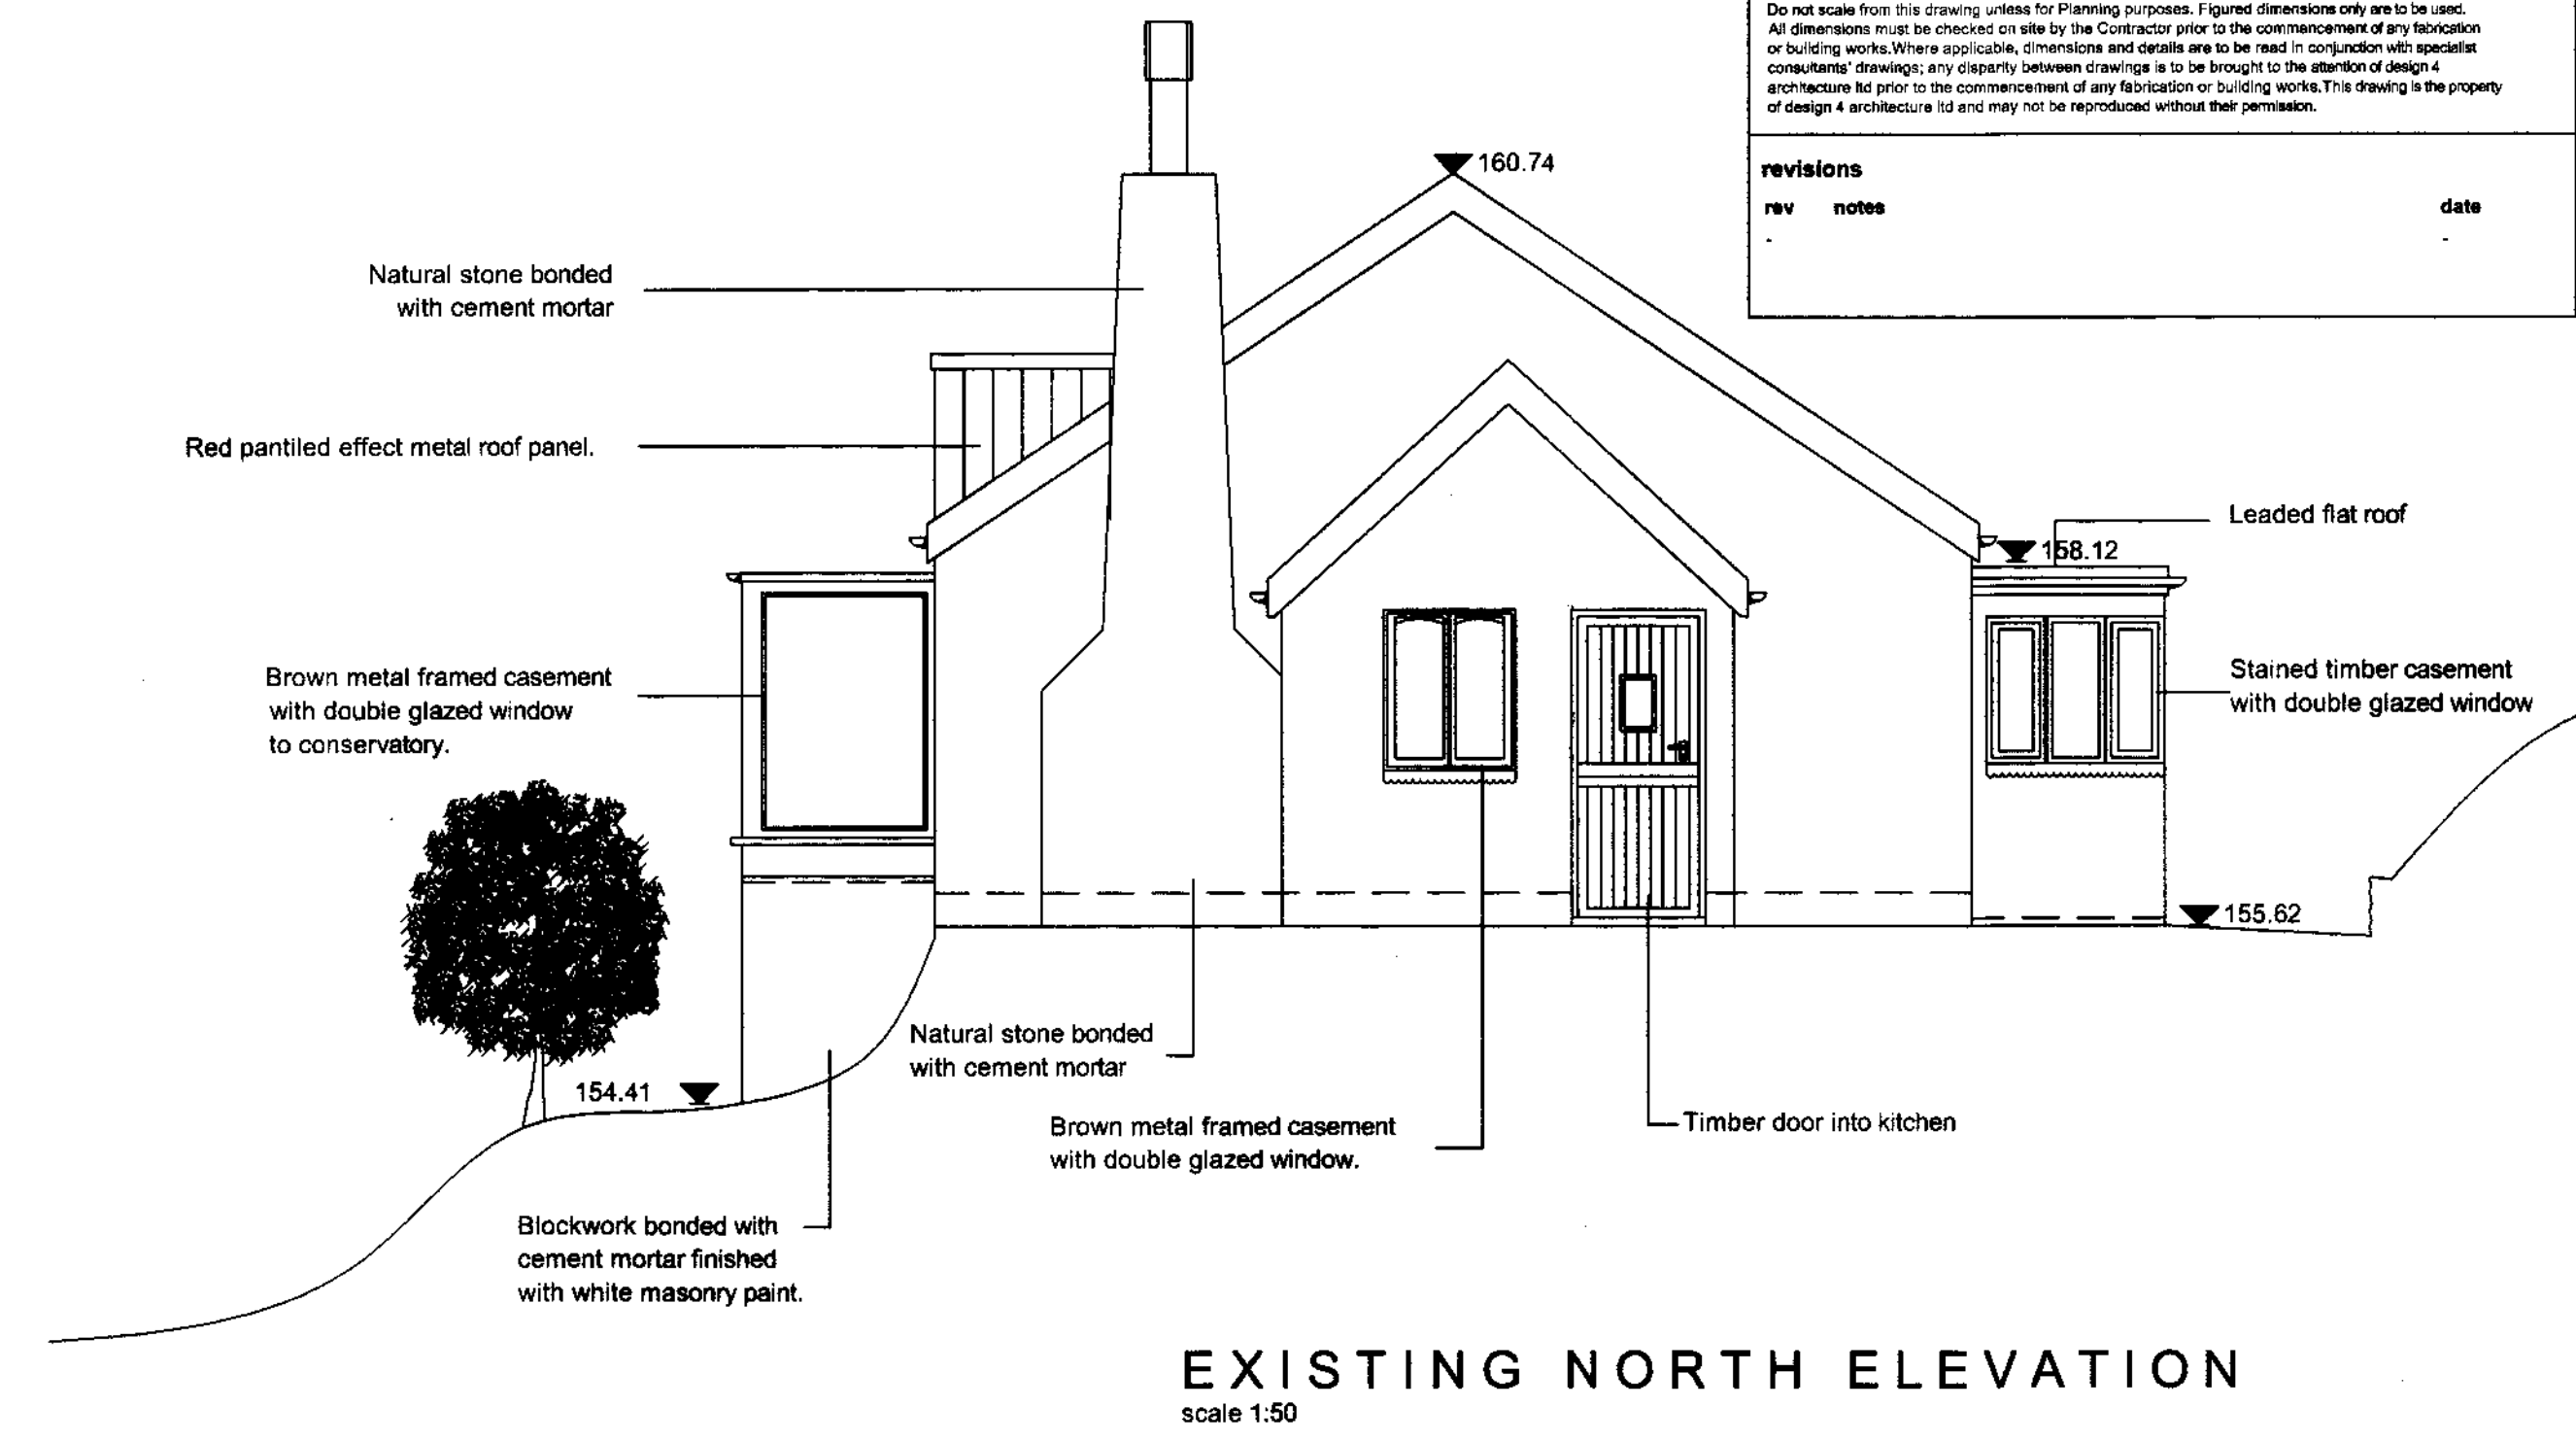 Do not scale from this drawing unless for Planning purposes. Figured dimensions only are to be used.
All dimensions must be checked on site by the Contractor prior to the commencement of any fabrication
or building works.Where applicable, dimensions and details are to be read in conjunction with specialist
consultants' drawings; any disparity between drawings is to be brought to the attention of design 4
architecture ltd prior to the commencement of any fabrication or building works.This drawing is the property
of design 4 architecture ltd and may not be reproduced without their permission.
revisions
rev notes date
- -
160.74
Natural stone bonded
with cement mortar
Red pantiled effect metal roof panel.
Leaded flat roof
158.12
Brown metal framed casement
with double glazed window
to conservatory.
Stained timber casement
with double glazed window
155.62
Natural stone bonded
with cement mortar
154.41
Brown metal framed casement
with double glazed window.
Timber door into kitchen
Blockwork bonded with
cement mortar finished
with white masonry paint.
EXISTING NORTH ELEVATION
scale 1:50